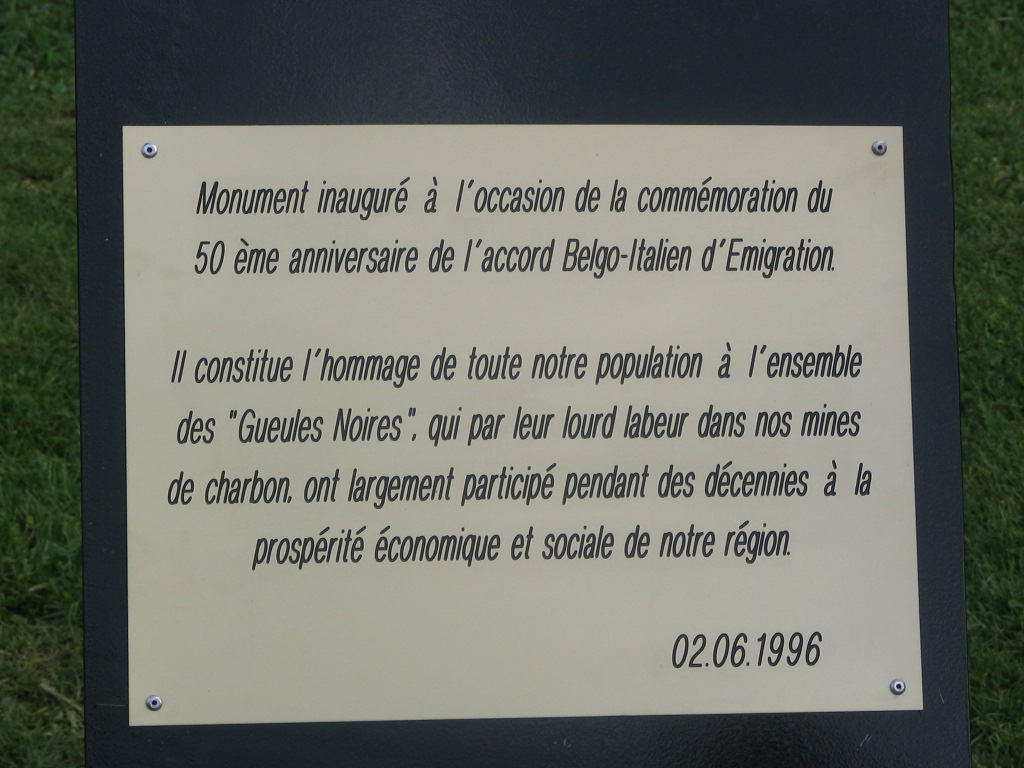 Monument inauguré à l'occasion de la commémoration du
50 ème anniversaire de l'accord Belgo-Italien d'Emigration.
Il constitue l'hommage de toute notre population à l'ensemble
des "Gueules Noires", qui par leur lourd labeur dans nos mines
de charbon, ont largement participé pendant des décennies à la
prospérité économique et sociale de notre région.
02.06.1996